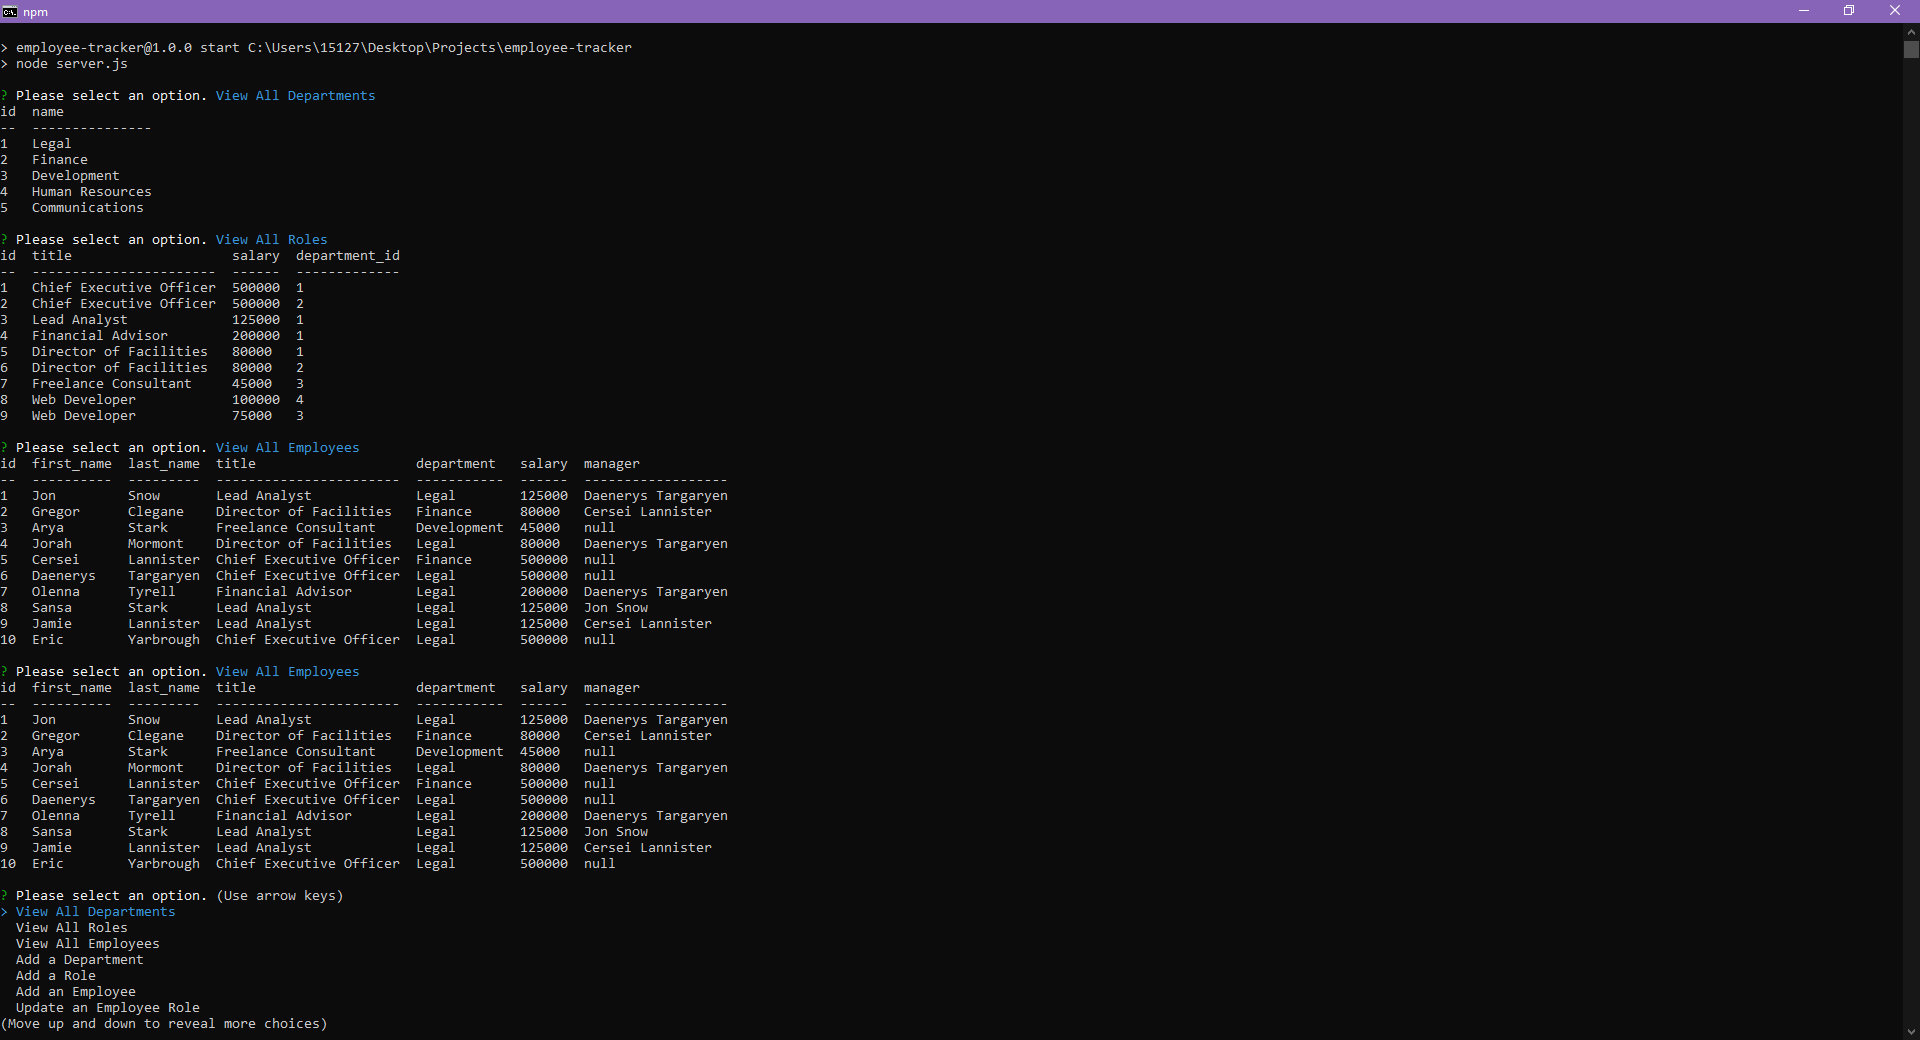 npm
> employee-tracker@1.0.0 start C:\Users\15127\Desktop\Projects\employee-tracker
> node server.js
? Please select an option. View All Departments
id  name
--  ---------------
1   Legal
2   Finance
3   Development
4   Human Resources
5   Communications
? Please select an option. View All Roles
id  title                    salary  department_id
--  -----------------------  ------  -------------
1   Chief Executive Officer  500000  1
2   Chief Executive Officer  500000  2
3   Lead Analyst             125000  1
4   Financial Advisor        200000  1
5   Director of Facilities   80000   1
6   Director of Facilities   80000   2
7   Freelance Consultant     45000   3
8   Web Developer            100000  4
9   Web Developer            75000   3
? Please select an option. View All Employees
id  first_name  last_name  title                    department   salary  manager
--  ----------  ---------  -----------------------  -----------  ------  ------------------
1   Jon         Snow       Lead Analyst             Legal        125000  Daenerys Targaryen
2   Gregor      Clegane    Director of Facilities   Finance      80000   Cersei Lannister
3   Arya        Stark      Freelance Consultant     Development  45000   null
4   Jorah       Mormont    Director of Facilities   Legal        80000   Daenerys Targaryen
5   Cersei      Lannister  Chief Executive Officer  Finance      500000  null
6   Daenerys    Targaryen  Chief Executive Officer  Legal        500000  null
7   Olenna      Tyrell     Financial Advisor        Legal        200000  Daenerys Targaryen
8   Sansa       Stark      Lead Analyst             Legal        125000  Jon Snow
9   Jamie       Lannister  Lead Analyst             Legal        125000  Cersei Lannister
10  Eric        Yarbrough  Chief Executive Officer  Legal        500000  null
? Please select an option. View All Employees
id  first_name  last_name  title                    department   salary  manager
--  ----------  ---------  -----------------------  -----------  ------  ------------------
1   Jon         Snow       Lead Analyst             Legal        125000  Daenerys Targaryen
2   Gregor      Clegane    Director of Facilities   Finance      80000   Cersei Lannister
3   Arya        Stark      Freelance Consultant     Development  45000   null
4   Jorah       Mormont    Director of Facilities   Legal        80000   Daenerys Targaryen
5   Cersei      Lannister  Chief Executive Officer  Finance      500000  null
6   Daenerys    Targaryen  Chief Executive Officer  Legal        500000  null
7   Olenna      Tyrell     Financial Advisor        Legal        200000  Daenerys Targaryen
8   Sansa       Stark      Lead Analyst             Legal        125000  Jon Snow
9   Jamie       Lannister  Lead Analyst             Legal        125000  Cersei Lannister
10  Eric        Yarbrough  Chief Executive Officer  Legal        500000  null
? Please select an option. (Use arrow keys)
> View All Departments
  View All Roles
  View All Employees
  Add a Department
  Add a Role
  Add an Employee
  Update an Employee Role
(Move up and down to reveal more choices)